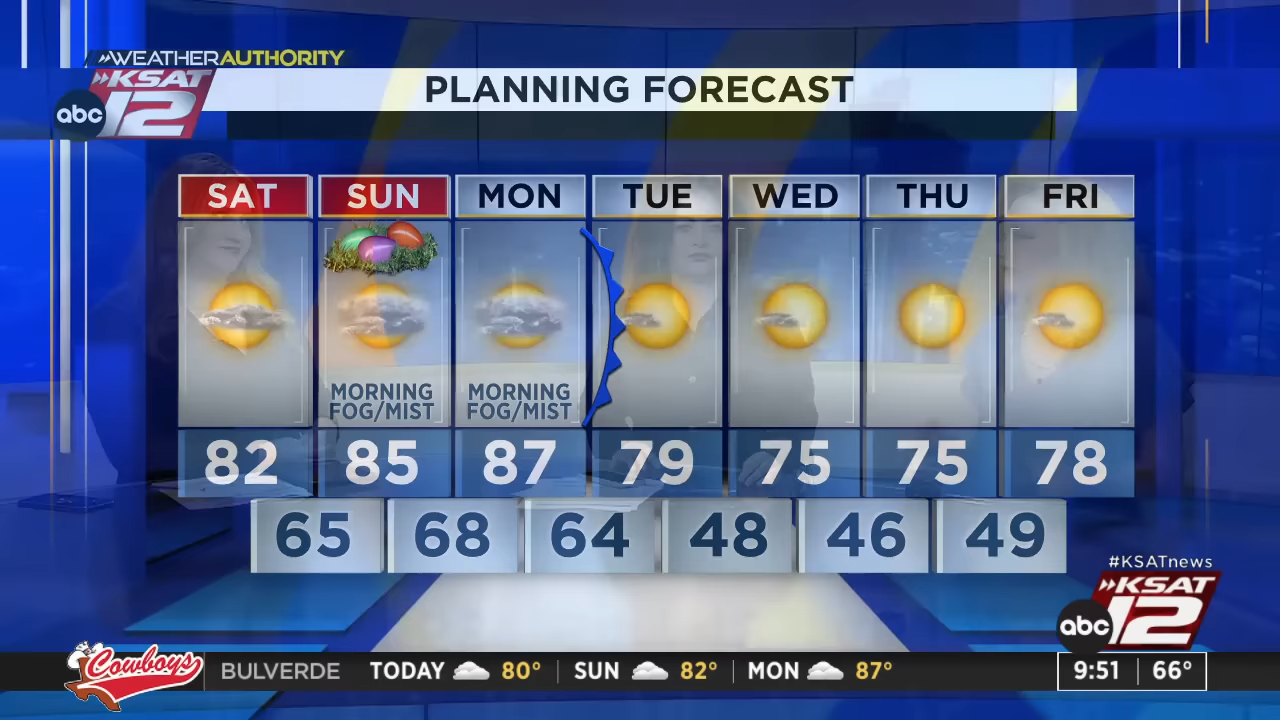 WEATHERAUTHORITY
KSAT
abc 12
PLANNING FORECAST
SAT SUN MON TUE WED THU FRI
MORNING FOG/MIST
MORNING FOG/MIST
82 85 87 79 75 75 78
65 68 64 48 46 49
#KSATnews
KSAT
abc 12
Cowboys BULVERDE TODAY 80° SUN 82° MON 87° 9:51 66°